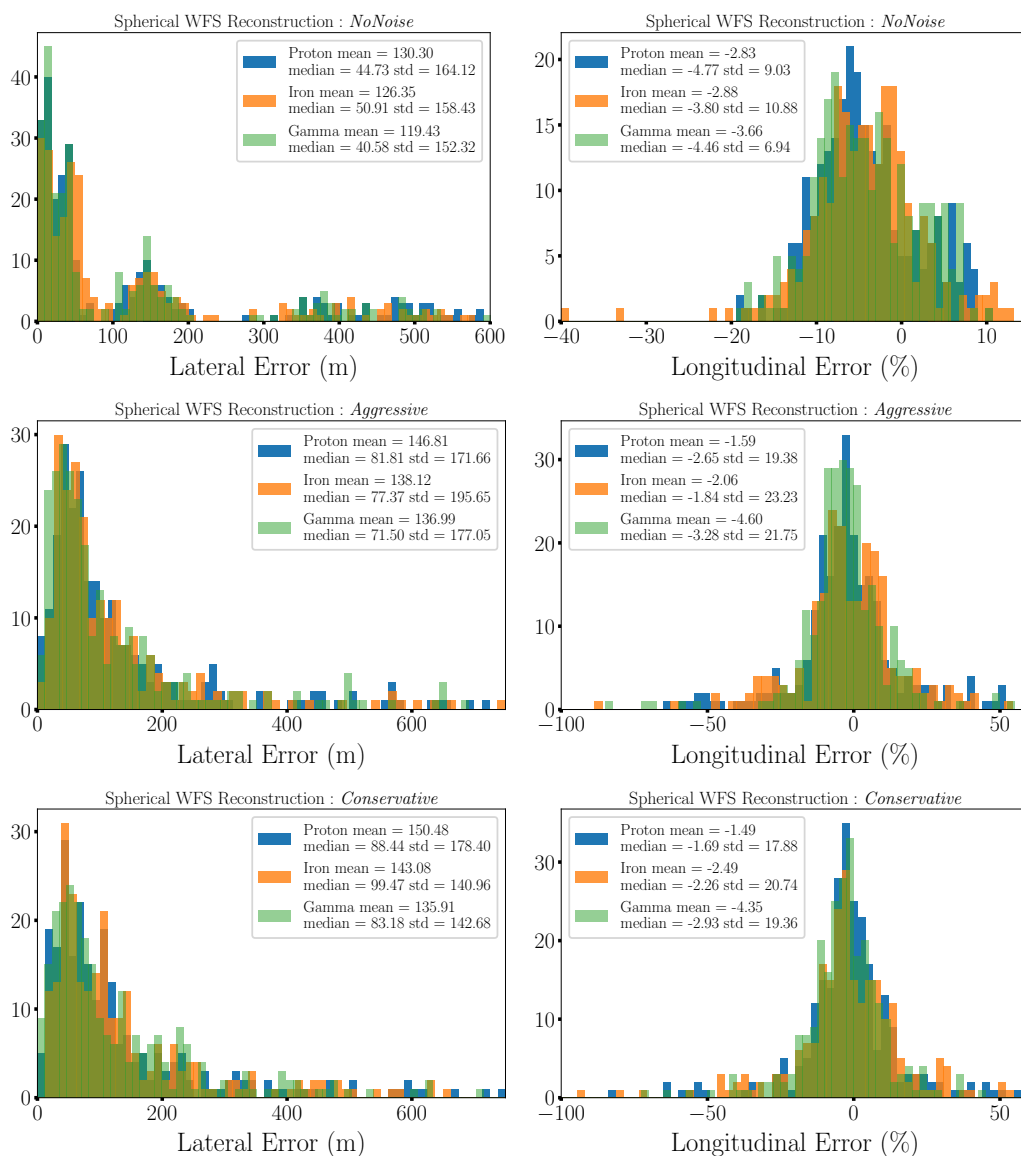 Spherical WFS Reconstruction : NoNoise
Proton mean = 130.30
median = 44.73 std = 164.12
Iron mean = 126.35
median = 50.91 std = 158.43
Gamma mean = 119.43
median = 40.58 std = 152.32
40
30
20
10
0
0 100 200 300 400 500 600
Lateral Error (m)
Spherical WFS Reconstruction : NoNoise
Proton mean = -2.83
median = -4.77 std = 9.03
Iron mean = -2.88
median = -3.80 std = 10.88
Gamma mean = -3.66
median = -4.46 std = 6.94
20
15
10
5
0
−40 −30 −20 −10 0 10
Longitudinal Error (%)
Spherical WFS Reconstruction : Aggressive
Proton mean = 146.81
median = 81.81 std = 171.66
Iron mean = 138.12
median = 77.37 std = 195.65
Gamma mean = 136.99
median = 71.50 std = 177.05
30
20
10
0
0 200 400 600
Lateral Error (m)
Spherical WFS Reconstruction : Aggressive
Proton mean = -1.59
median = -2.65 std = 19.38
Iron mean = -2.06
median = -1.84 std = 23.23
Gamma mean = -4.60
median = -3.28 std = 21.75
30
20
10
0
−100 −50 0 50
Longitudinal Error (%)
Spherical WFS Reconstruction : Conservative
Proton mean = 150.48
median = 88.44 std = 178.40
Iron mean = 143.08
median = 99.47 std = 140.96
Gamma mean = 135.91
median = 83.18 std = 142.68
30
20
10
0
0 200 400 600
Lateral Error (m)
Spherical WFS Reconstruction : Conservative
Proton mean = -1.49
median = -1.69 std = 17.88
Iron mean = -2.49
median = -2.26 std = 20.74
Gamma mean = -4.35
median = -2.93 std = 19.36
30
20
10
0
−100 −50 0 50
Longitudinal Error (%)